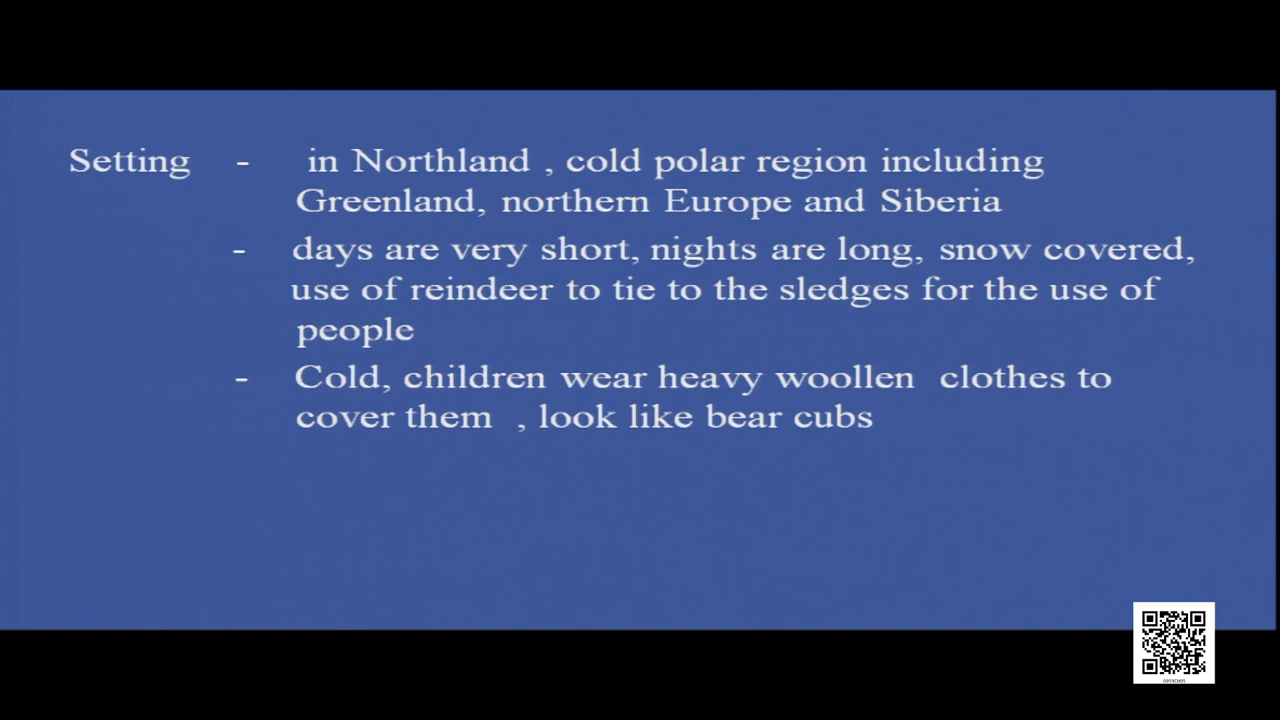 Setting - in Northland , cold polar region including
Greenland, northern Europe and Siberia
- days are very short, nights are long, snow covered,
use of reindeer to tie to the sledges for the use of
people
- Cold, children wear heavy woollen clothes to
cover them , look like bear cubs
0959CH05